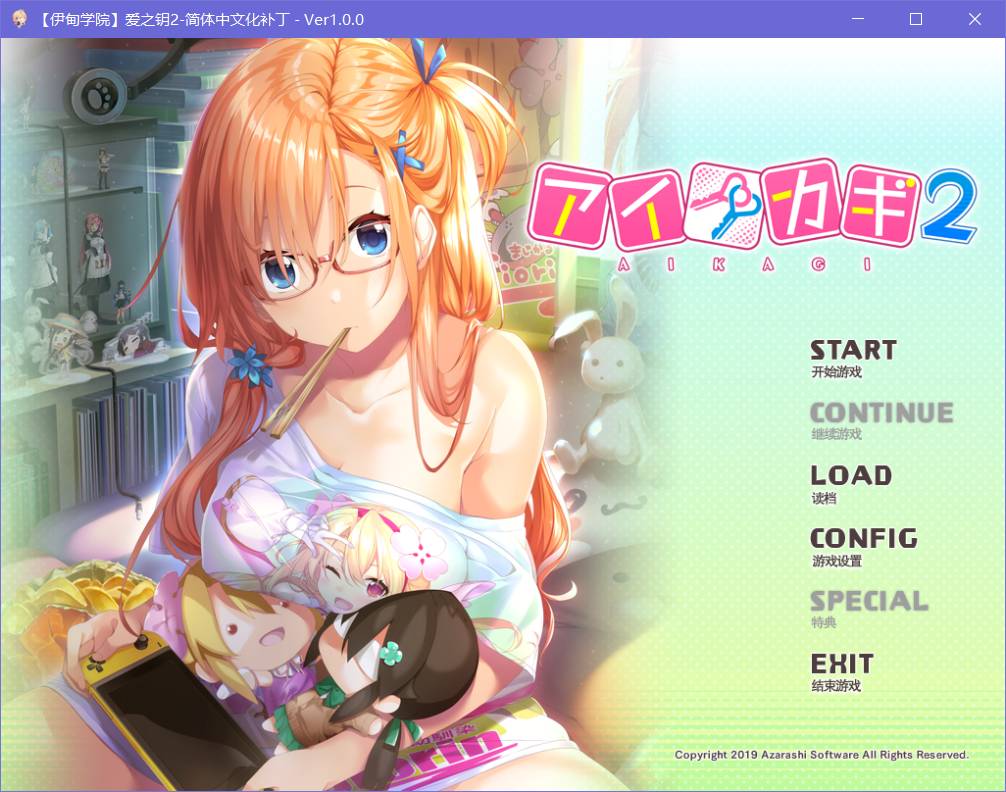 【伊甸学院】爱之钥2-简体中文化补丁 - Ver1.0.0
アイカギ2
AIKAGI
START
开始游戏
CONTINUE
继续游戏
LOAD
读档
CONFIG
游戏设置
SPECIAL
特典
EXIT
结束游戏
Copyright 2019 Azarashi Software All Rights Reserved.